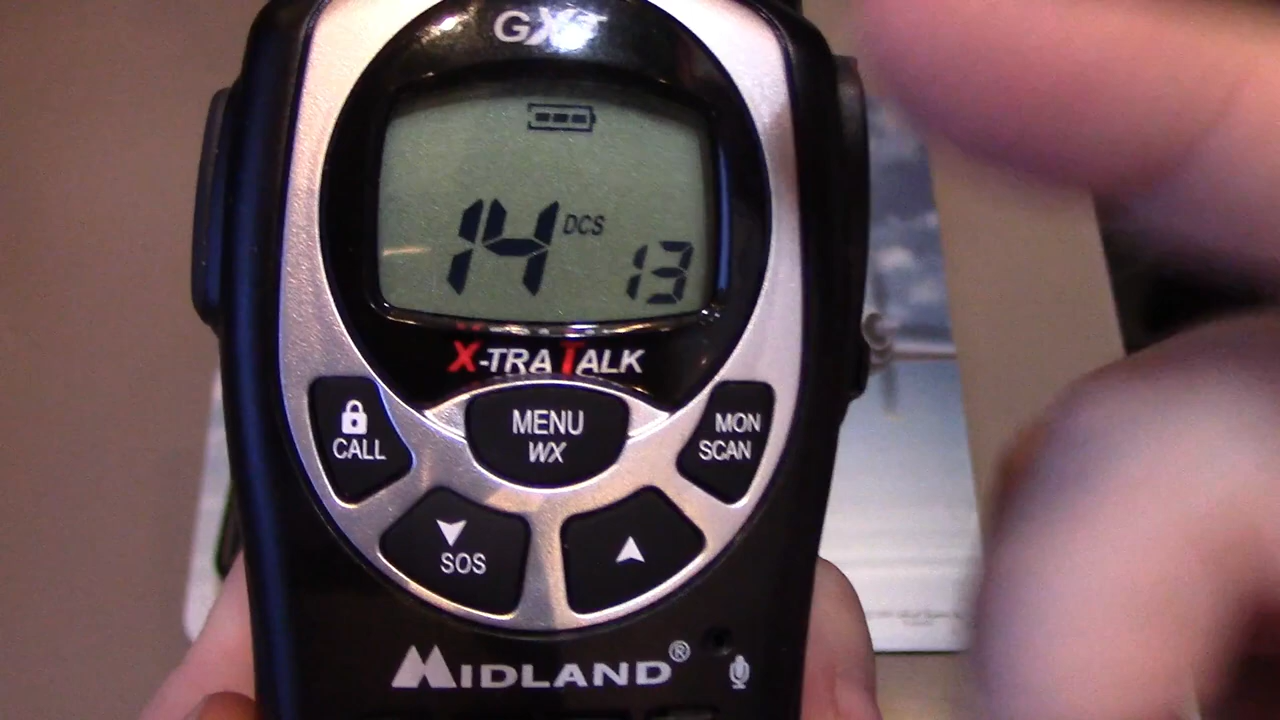 GXT
14 DCS 13
X-TRA TALK
CALL
MENU
WX
MON
SCAN
SOS
MIDLAND®